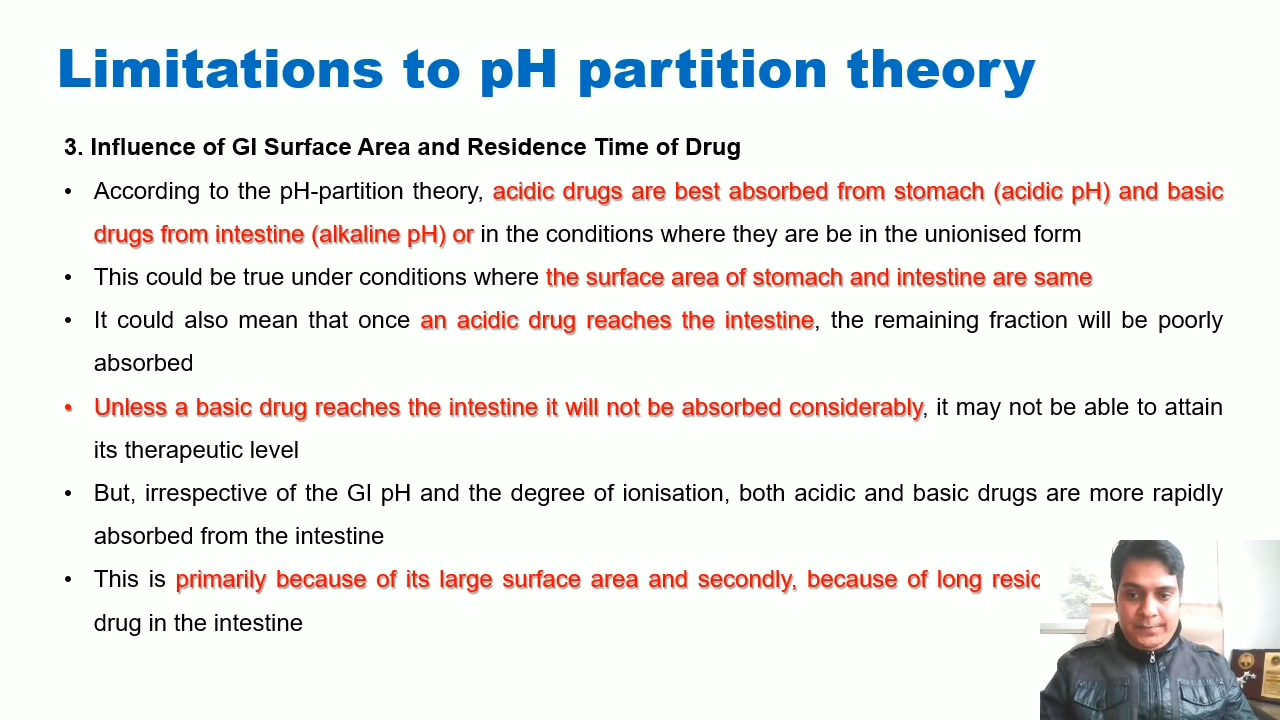 Limitations to pH partition theory
3. Influence of GI Surface Area and Residence Time of Drug
• According to the pH-partition theory, acidic drugs are best absorbed from stomach (acidic pH) and basic
drugs from intestine (alkaline pH) or in the conditions where they are be in the unionised form
• This could be true under conditions where the surface area of stomach and intestine are same
• It could also mean that once an acidic drug reaches the intestine, the remaining fraction will be poorly
absorbed
• Unless a basic drug reaches the intestine it will not be absorbed considerably, it may not be able to attain
its therapeutic level
• But, irrespective of the GI pH and the degree of ionisation, both acidic and basic drugs are more rapidly
absorbed from the intestine
• This is primarily because of its large surface area and secondly, because of long
drug in the intestine